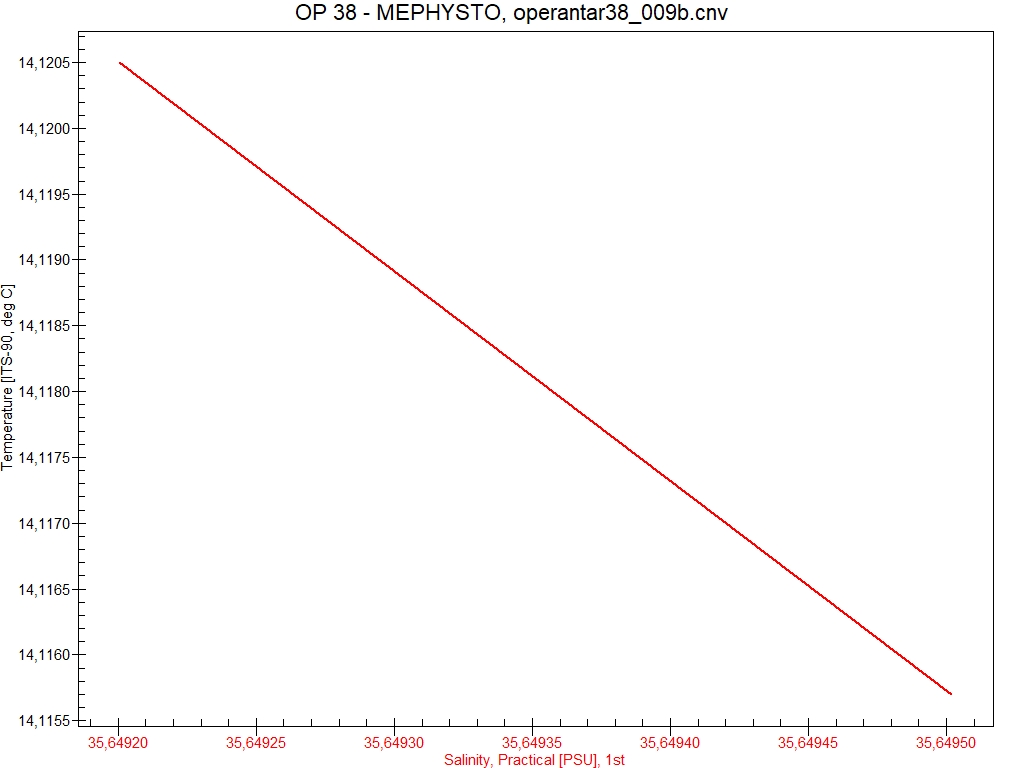 OP 38 - MEPHYSTO, operantar38_009b.cnv
Temperature [ITS-90, deg C]
14,1205
14,1200
14,1195
14,1190
14,1185
14,1180
14,1175
14,1170
14,1165
14,1160
14,1155
35,64920 35,64925 35,64930 35,64935 35,64940 35,64945 35,64950
Salinity, Practical [PSU], 1st